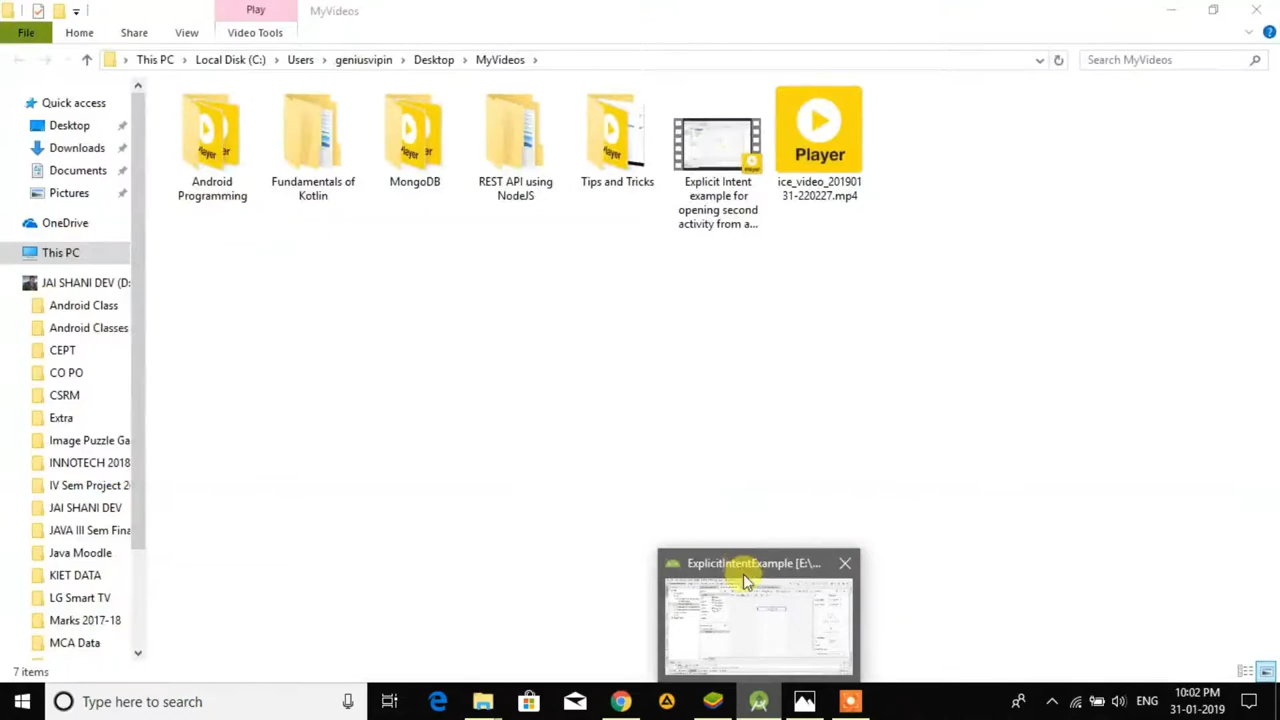 Play
MyVideos
File
Home
Share
View
Video Tools
This PC
Local Disk (C:)
Users
geniusvipin
Desktop
MyVideos
Search MyVideos
Quick access
Desktop
Downloads
Documents
Pictures
OneDrive
This PC
JAI SHANI DEV (D:
Android Class
Android Classes
CEPT
CO PO
CSRM
Extra
Image Puzzle Ga
INNOTECH 2018
IV Sem Project 2
JAI SHANI DEV
JAVA III Sem Fina
Java Moodle
KIET DATA
LG Smart TV
Marks 2017-18
MCA Data
Player
Android
Programming
Fundamentals of
Kotlin
Player
MongoDB
REST API using
NodeJS
Player
Tips and Tricks
Explicit Intent
example for
opening second
activity from a...
Player
ice_video_201901
31-220227.mp4
ExplicitIntentExample [E:\...
7 items
Type here to search
ENG
10:02 PM
31-01-2019